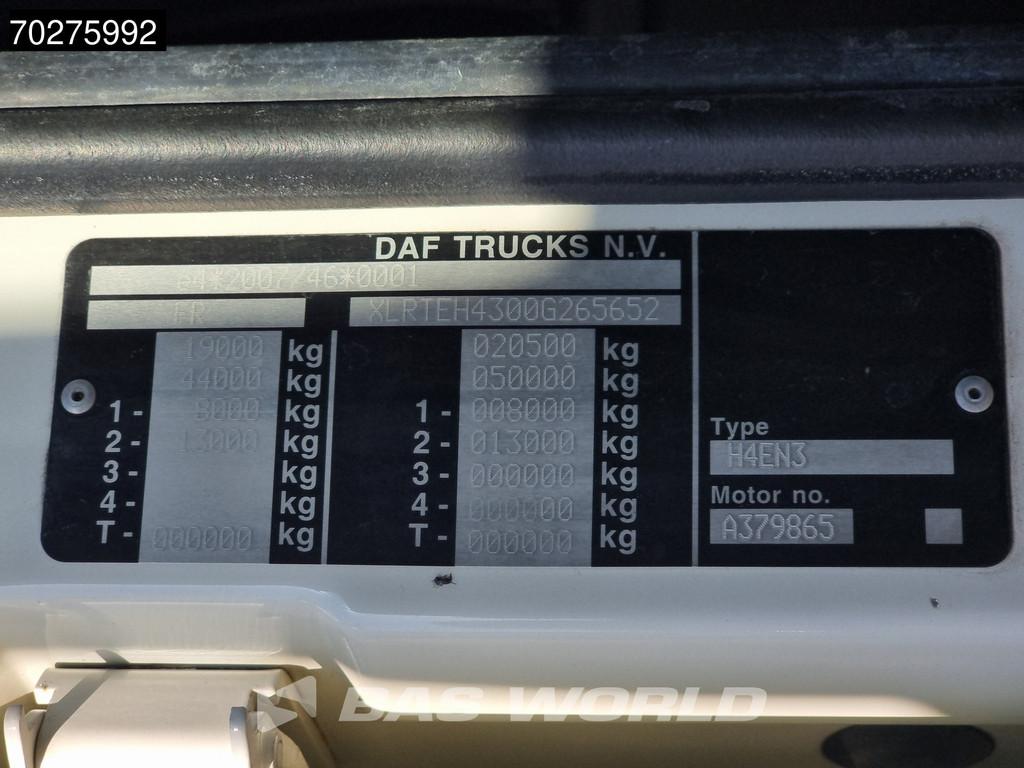 70275992
DAF TRUCKS N.V.
e4*2007/46*0001
FR XLRTEH4300G265652
19000 kg 020500 kg
44000 kg 050000 kg
1- 8000 kg 1- 008000 kg
2- 13000 kg 2- 013000 kg
3- kg 3- 000000 kg
4- kg 4- 000000 kg
T- 000000 kg T- 000000 kg
Type
H4EN3
Motor no.
A379865
BAS WORLD